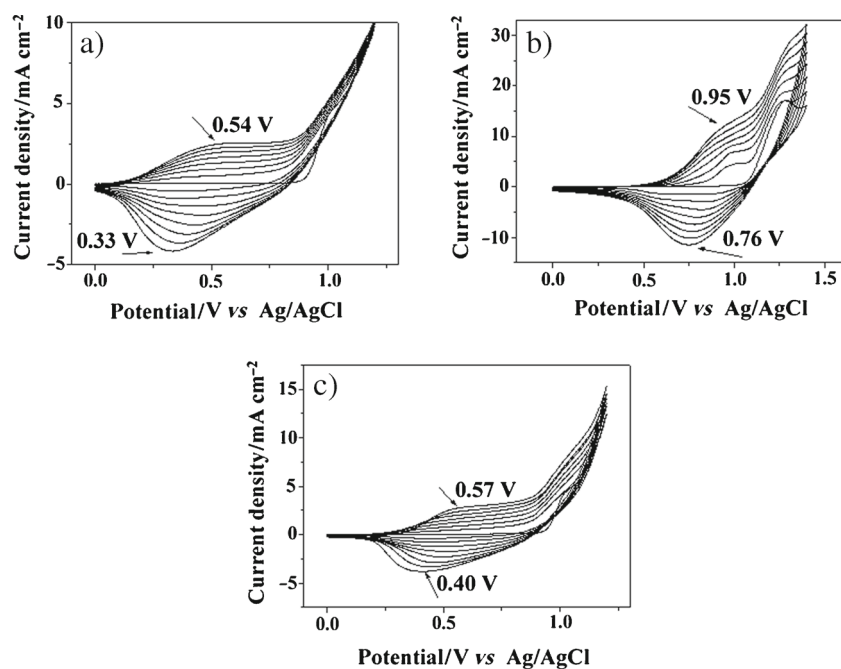 a)
10
5
0
−5
0.54 V
0.33 V
0.0 0.5 1.0
Current density/mA cm⁻²
Potential/V vs Ag/AgCl
b)
30
20
10
0
−10
0.95 V
0.76 V
0.0 0.5 1.0 1.5
Current density/mA cm⁻²
Potential/V vs Ag/AgCl
c)
15
10
5
0
−5
0.57 V
0.40 V
0.0 0.5 1.0
Current density/mA cm⁻²
Potential/V vs Ag/AgCl